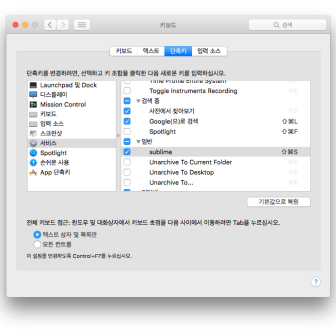 키보드
검색
키보드 텍스트 단축키 입력 소스
단축키를 변경하려면, 선택하고 키 조합을 클릭한 다음 새로운 키를 입력하십시오.
Launchpad 및 Dock
디스플레이
Mission Control
키보드
입력 소스
스크린샷
서비스
Spotlight
손쉬운 사용
App 단축키
Time Profile Entire System
Toggle Instruments Recording
검색 중
사전에서 찾아보기
Google(으)로 검색 ⇧⌘L
Spotlight ⇧⌘F
일반
sublime ⇧⌘S
Unarchive To Current Folder
Unarchive To Desktop
Unarchive To...
기본값으로 복원
전체 키보드 접근: 윈도우 및 대화상자에서 키보드 초점을 다음 사이에서 이동하려면 Tab을 누르십시오.
텍스트 상자 및 목록만
모든 컨트롤
이 설정을 변경하도록 Control+F7을 누르십시오.
?